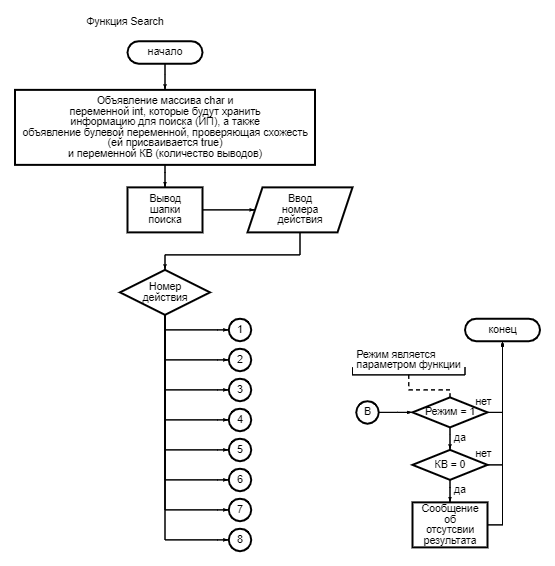 Функция Search
начало
Объявление массива char и
переменной int, которые будут хранить
информацию для поиска (ИП), а также
объявление булевой переменной, проверяющая схожесть
(ей присваивается true)
и переменной КВ (количество выводов)
Вывод
шапки
поиска
Ввод
номера
действия
Номер
действия
1
2
3
4
5
6
7
8
конец
Режим является
параметром функции
В
Режим = 1
нет
да
КВ = 0
нет
да
Сообщение
об
отсутсвии
результата